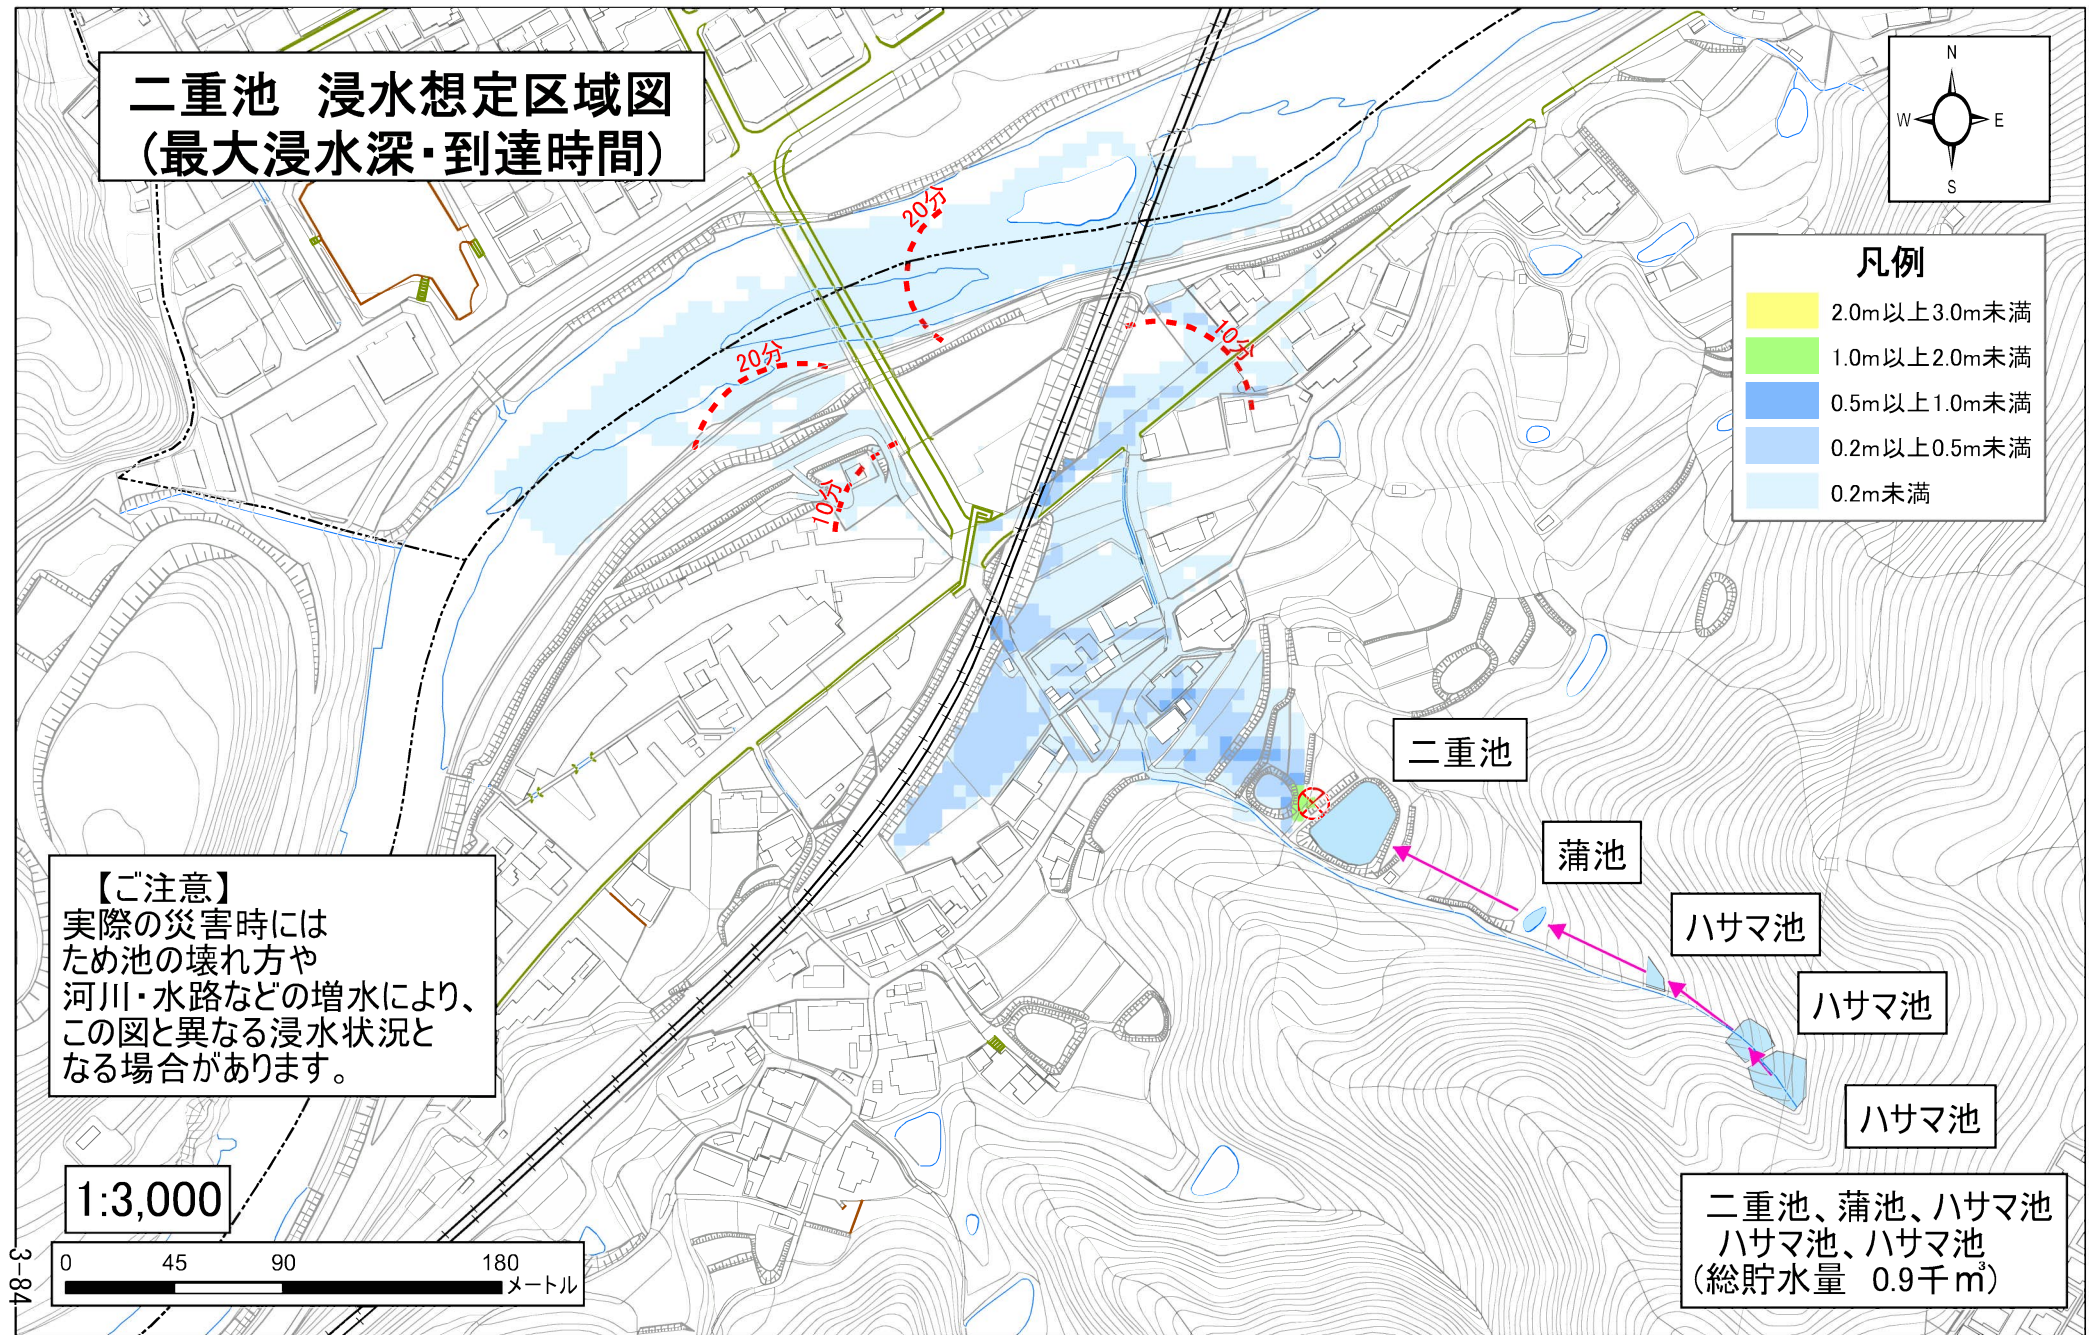 二重池 浸水想定区域図
(最大浸水深・到達時間)
N
W
E
S
凡例
2.0m以上3.0m未満
1.0m以上2.0m未満
0.5m以上1.0m未満
0.2m以上0.5m未満
0.2m未満
20分
20分
10分
10分
二重池
蒲池
ハサマ池
ハサマ池
ハサマ池
【ご注意】
実際の災害時には
ため池の壊れ方や
河川・水路などの増水により、
この図と異なる浸水状況と
なる場合があります。
1:3,000
0 45 90 180
メートル
二重池、蒲池、ハサマ池
ハサマ池、ハサマ池
(総貯水量 0.9千㎥)
3-84